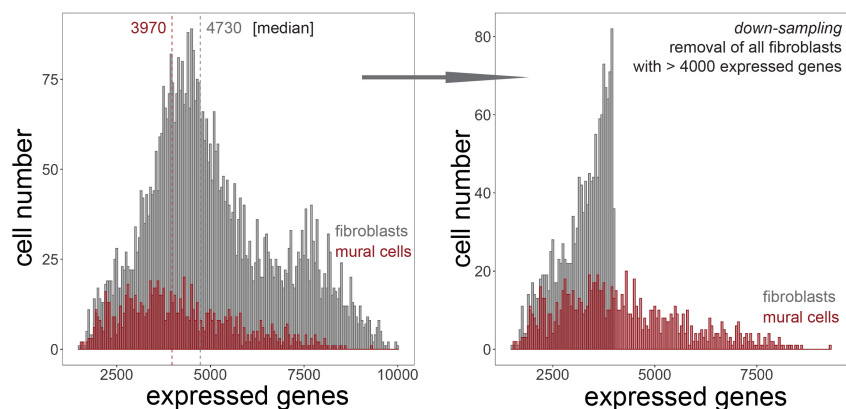 3970
4730 [median]
75
50
25
0
cell number
fibroblasts
mural cells
2500
5000
7500
10000
expressed genes
down-sampling
removal of all fibroblasts
with > 4000 expressed genes
80
60
40
20
0
cell number
fibroblasts
mural cells
2500
5000
7500
expressed genes